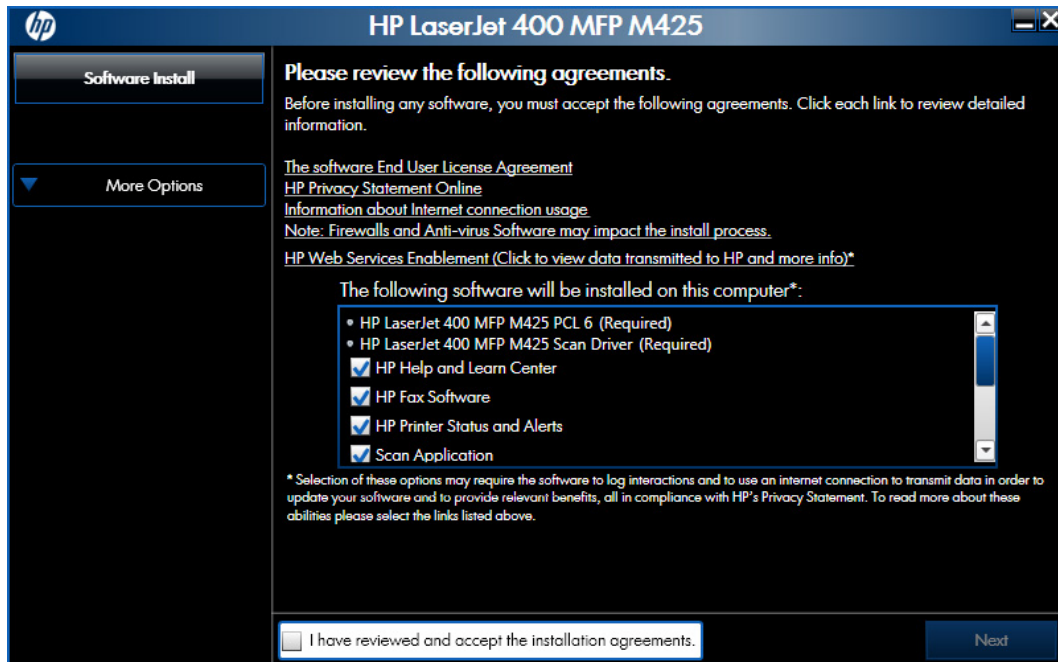 hp
HP LaserJet 400 MFP M425
Software Install
More Options
Please review the following agreements.
Before installing any software, you must accept the following agreements. Click each link to review detailed
information.
The software End User License Agreement
HP Privacy Statement Online
Information about Internet connection usage
Note: Firewalls and Anti-virus Software may impact the install process.
HP Web Services Enablement (Click to view data transmitted to HP and more info)*
The following software will be installed on this computer*:
• HP LaserJet 400 MFP M425 PCL 6 (Required)
• HP LaserJet 400 MFP M425 Scan Driver (Required)
HP Help and Learn Center
HP Fax Software
HP Printer Status and Alerts
Scan Application
* Selection of these options may require the software to log interactions and to use an internet connection to transmit data in order to
update your software and to provide relevant benefits, all in compliance with HP's Privacy Statement. To read more about these
abilities please select the links listed above.
I have reviewed and accept the installation agreements.
Next